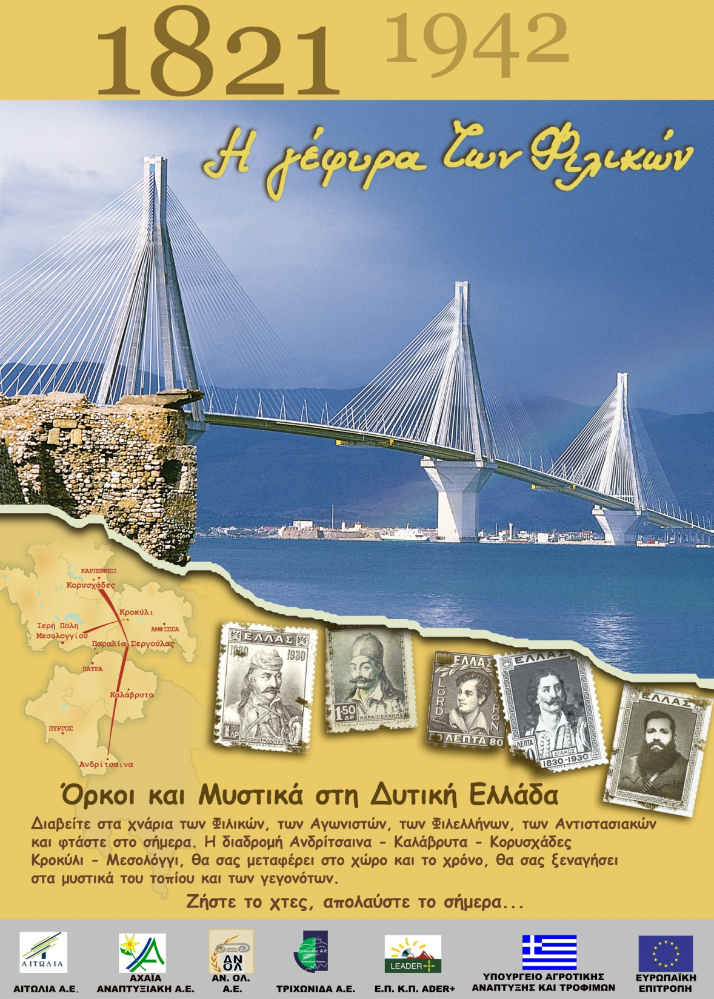 1821 1942
Η γέφυρα των Φιλικών
ΚΑΡΠΕΝΗΣΙ
Κορυσχάδες
Κροκύλι
Ιερή Πόλη
Μεσολογγίου
ΑΜΦΙΣΣΑ
Παραλία Σεργούλας
ΠΑΤΡΑ
Καλάβρυτα
ΠΥΡΓΟΣ
Ανδρίτσαινα
ΕΛΛΑΣ
1830 1930
1 ΔΡ
ΚΟΛΟΚΟΤΡΩΝΗΣ
1·50
ΔΡ
ΚΑΡΑΪΣΚΑΚΗΣ
ΕΛΛΑΣ
LORD BYRON
80 ΛΕΠΤΑ 80
ΕΛΛΑΣ
ΛΕΠΤΑ
ΔΙΑΚΟΣ
1830-1930
ΕΛΛΑΣ
Όρκοι και Μυστικά στη Δυτική Ελλάδα
Διαβείτε στα χνάρια των Φιλικών, των Αγωνιστών, των Φιλελλήνων, των Αντιστασιακών
και φτάστε στο σήμερα. Η διαδρομή Ανδρίτσαινα - Καλάβρυτα - Κορυσχάδες
Κροκύλι - Μεσολόγγι, θα σας μεταφέρει στο χώρο και το χρόνο, θα σας ξεναγήσει
στα μυστικά του τοπίου και των γεγονότων.
Ζήστε το χτες, απολαύστε το σήμερα...
ΑΙΤΩΛΙΑ
ΑΙΤΩΛΙΑ Α.Ε.
ΑΧΑΪΑ
ΑΝΑΠΤΥΞΙΑΚΗ Α.Ε.
ΑΝ
ΟΛ
ΑΝ. ΟΛ.
Α.Ε.
Τριχωνίδα Α.Ε.
ΤΡΙΧΩΝΙΔΑ Α.Ε.
LEADER+
Ε.Π. Κ.Π. ADER+
ΥΠΟΥΡΓΕΙΟ ΑΓΡΟΤΙΚΗΣ
ΑΝΑΠΤΥΞΗΣ ΚΑΙ ΤΡΟΦΙΜΩΝ
ΕΥΡΩΠΑΪΚΗ
ΕΠΙΤΡΟΠΗ